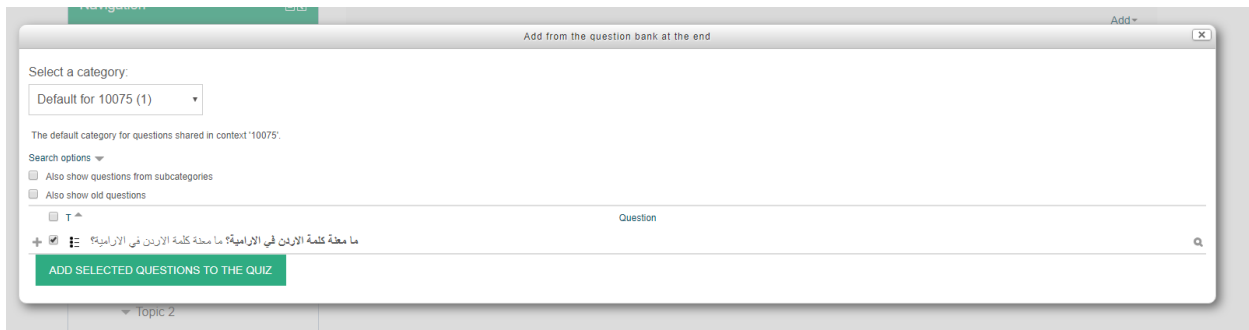 Navigation
Add
Add from the question bank at the end
Select a category:
Default for 10075 (1)
The default category for questions shared in context '10075'.
Search options
Also show questions from subcategories
Also show old questions
T Question
ما معنة كلمة الاردن في الارامية؟ ما معنة كلمة الاردن في الارامية؟
ADD SELECTED QUESTIONS TO THE QUIZ
Topic 2